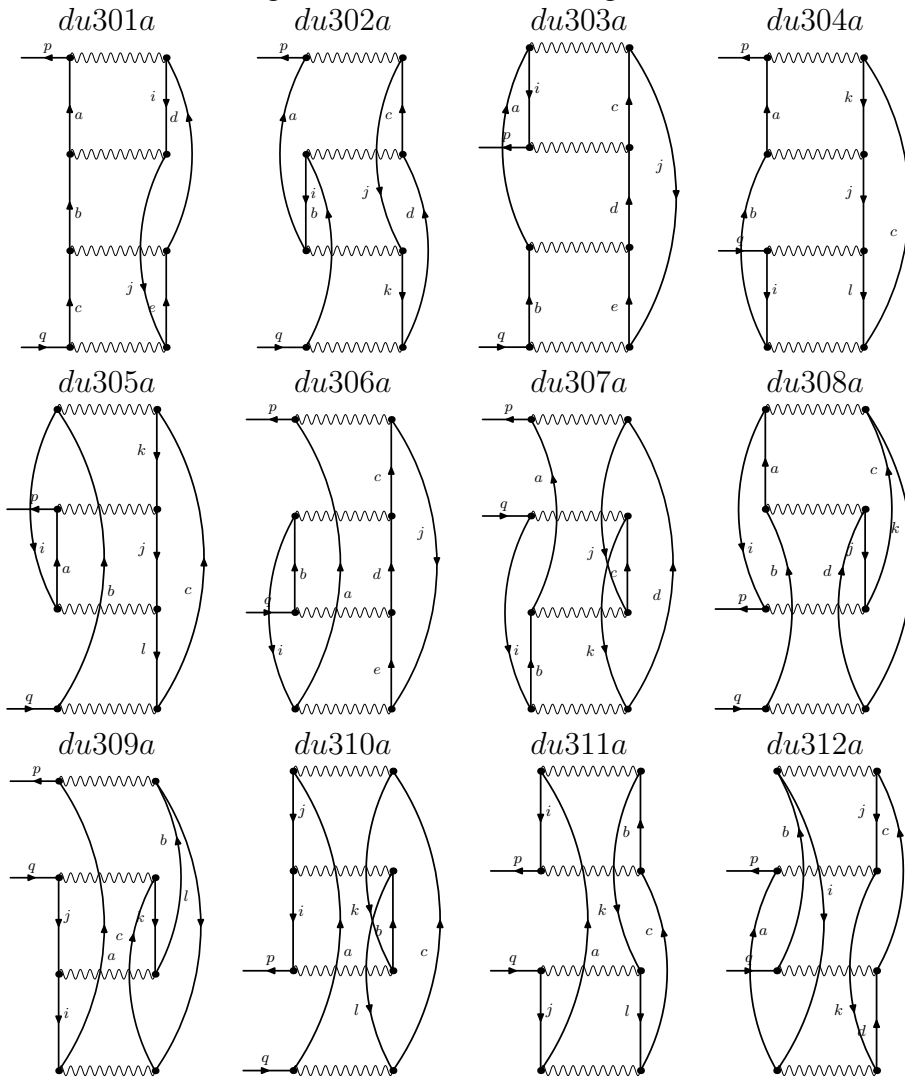 du301a du302a du303a du304a
p p p
i a c k
a d i a
b i p c j
b d j b c
c j e k d q
q q b e i l
q
du305a du306a du307a du308a
p p
k c a a c
p q k
i a j b j c b d j
b c q a d i
l i e i b k p
q q
du309a du310a du311a du312a
p j i b j c
q b p b i
j k l i k b k p
c a b a c a c a
p q q
i l j l k d
q